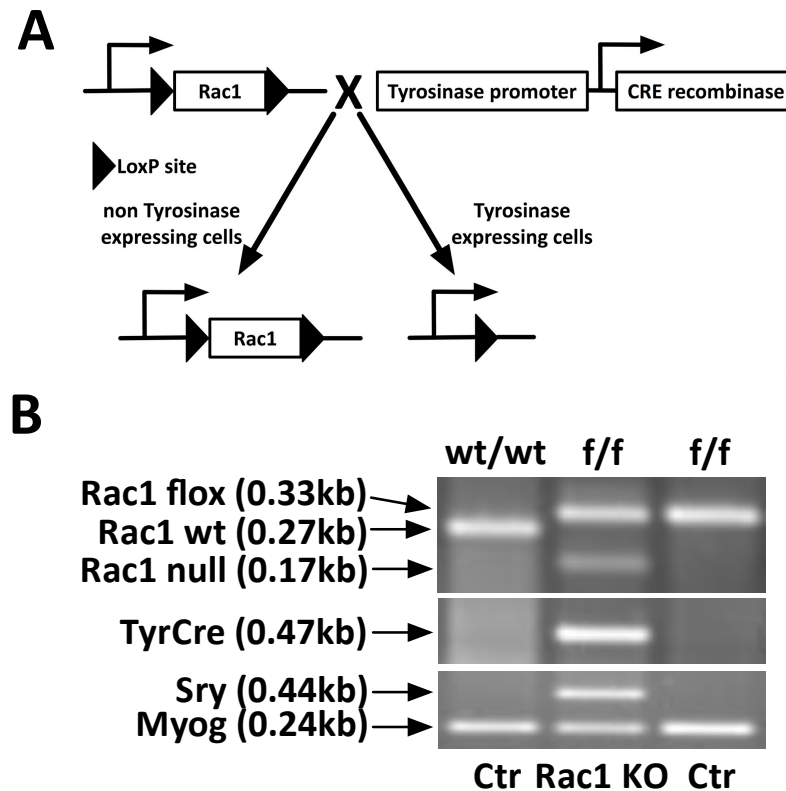 A
Rac1
X
Tyrosinase promoter
CRE recombinase
LoxP site
non Tyrosinase
expressing cells
Tyrosinase
expressing cells
Rac1
B
wt/wt f/f f/f
Rac1 flox (0.33kb)
Rac1 wt (0.27kb)
Rac1 null (0.17kb)
TyrCre (0.47kb)
Sry (0.44kb)
Myog (0.24kb)
Ctr Rac1 KO Ctr